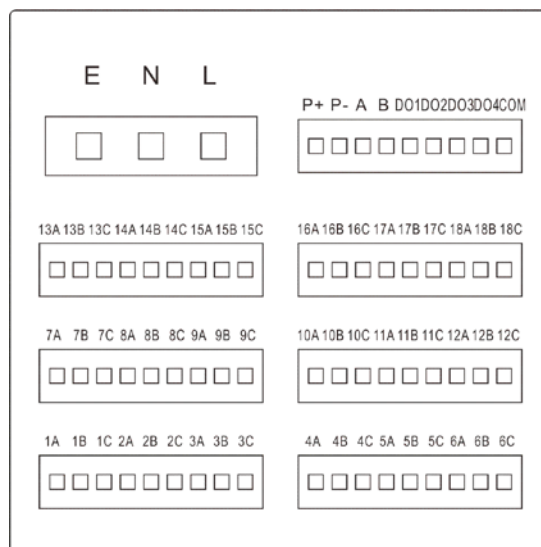 E N L
P+ P- A B DO1DO2DO3DO4COM
13A 13B 13C 14A 14B 14C 15A 15B 15C
16A 16B 16C 17A 17B 17C 18A 18B 18C
7A 7B 7C 8A 8B 8C 9A 9B 9C
10A 10B 10C 11A 11B 11C 12A 12B 12C
1A 1B 1C 2A 2B 2C 3A 3B 3C
4A 4B 4C 5A 5B 5C 6A 6B 6C